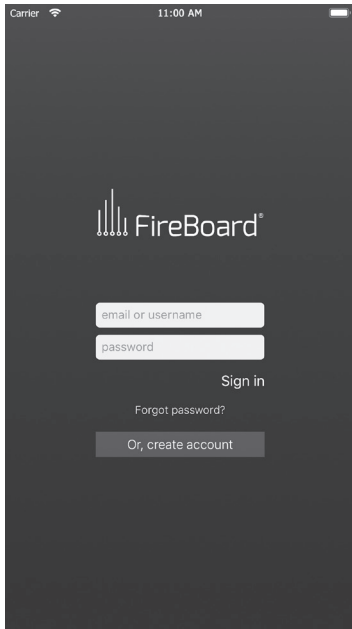 Carrier 11:00 AM
FireBoard®
email or username
password
Sign in
Forgot password?
Or, create account